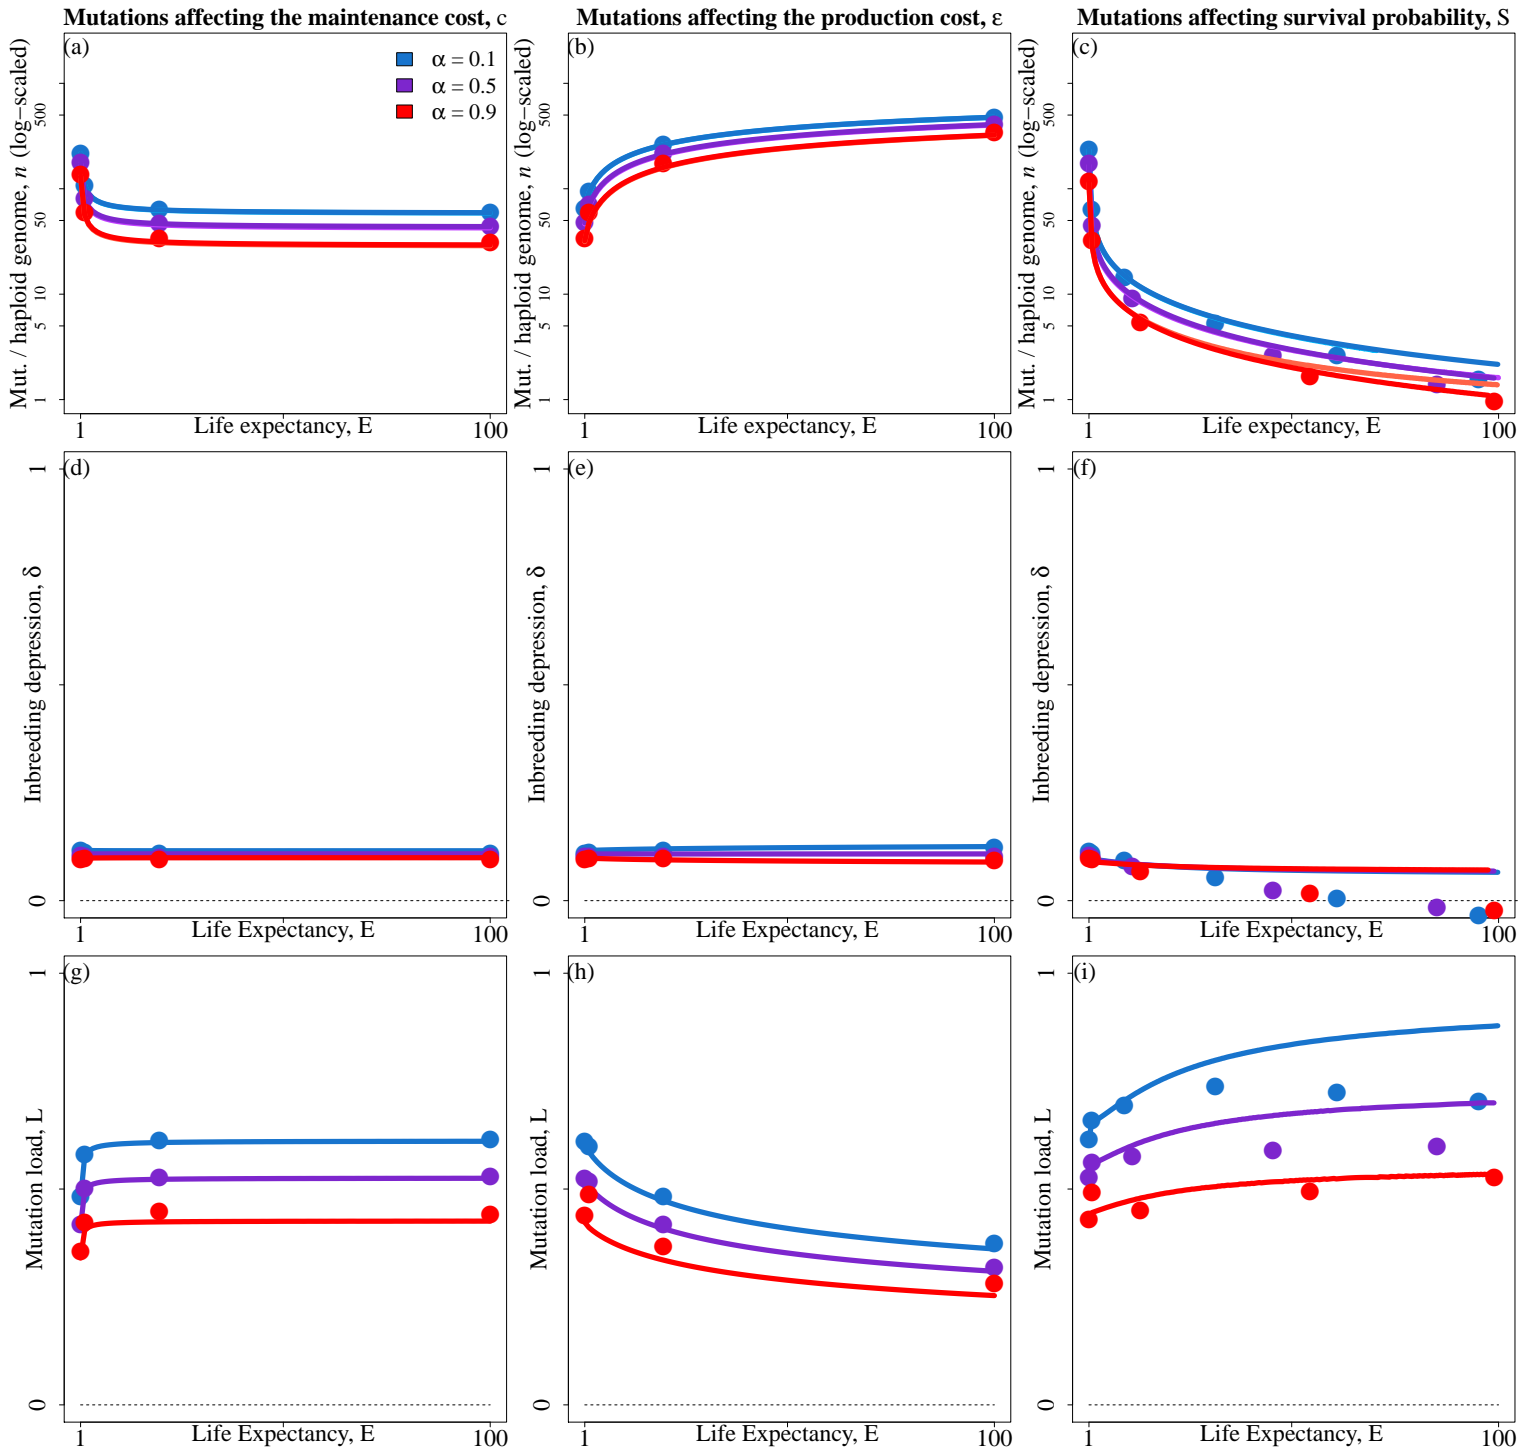 Mutations affecting the maintenance cost, c
Mutations affecting the production cost, ε
Mutations affecting survival probability, S
(a)
Mut. / haploid genome, n (log−scaled)
500
50
10
5
1
α = 0.1
α = 0.5
α = 0.9
1
Life expectancy, E
100
(b)
Mut. / haploid genome, n (log−scaled)
500
50
10
5
1
1
Life expectancy, E
100
(c)
Mut. / haploid genome, n (log−scaled)
500
50
10
5
1
1
Life expectancy, E
100
(d)
Inbreeding depression, δ
1
0
1
Life Expectancy, E
100
(e)
Inbreeding depression, δ
1
0
1
Life Expectancy, E
100
(f)
Inbreeding depression, δ
1
0
1
Life Expectancy, E
100
(g)
Mutation load, L
1
0
1
Life Expectancy, E
100
(h)
Mutation load, L
1
0
1
Life Expectancy, E
100
(i)
Mutation load, L
1
0
1
Life Expectancy, E
100